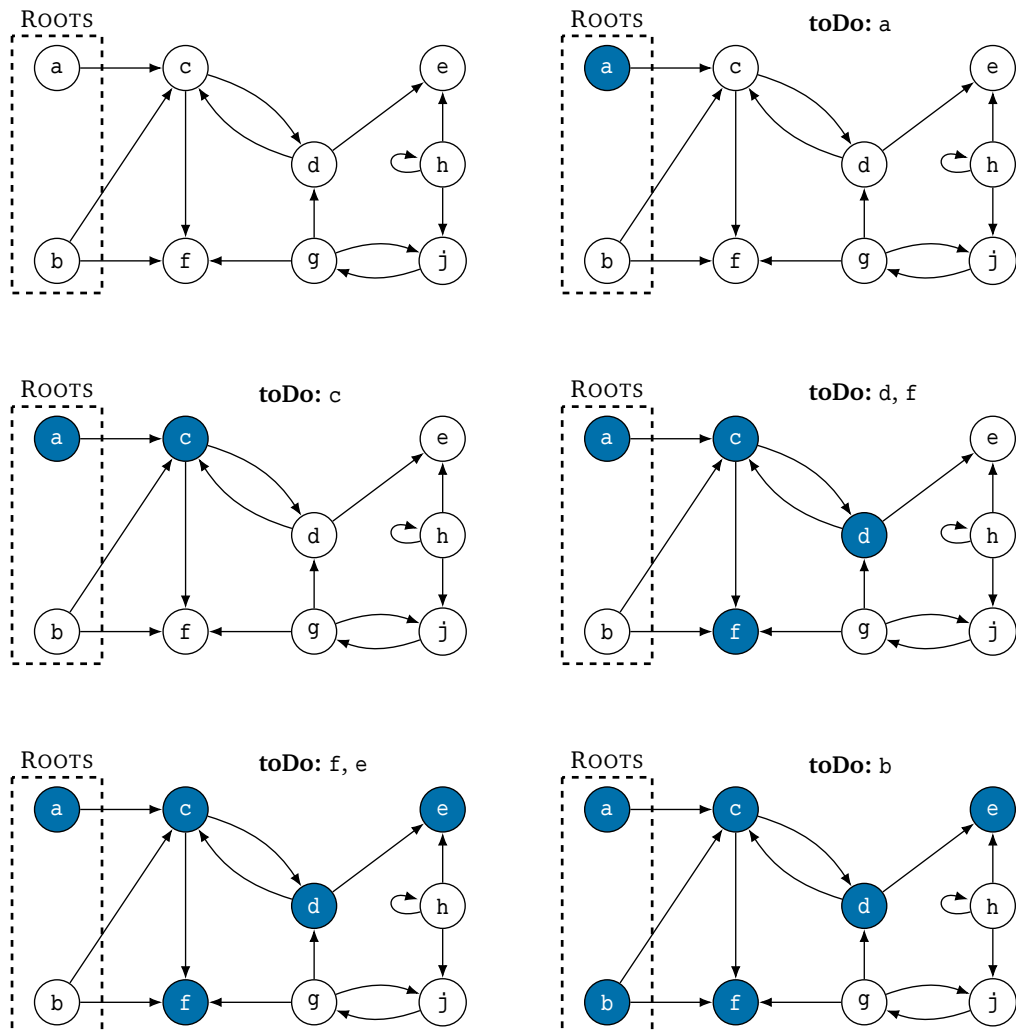 ROOTS
a c e
d h
b f g j
ROOTS
toDo: a
a c e
d h
b f g j
ROOTS
toDo: c
a c e
d h
b f g j
ROOTS
toDo: d, f
a c e
d h
b f g j
ROOTS
toDo: f, e
a c e
d h
b f g j
ROOTS
toDo: b
a c e
d h
b f g j